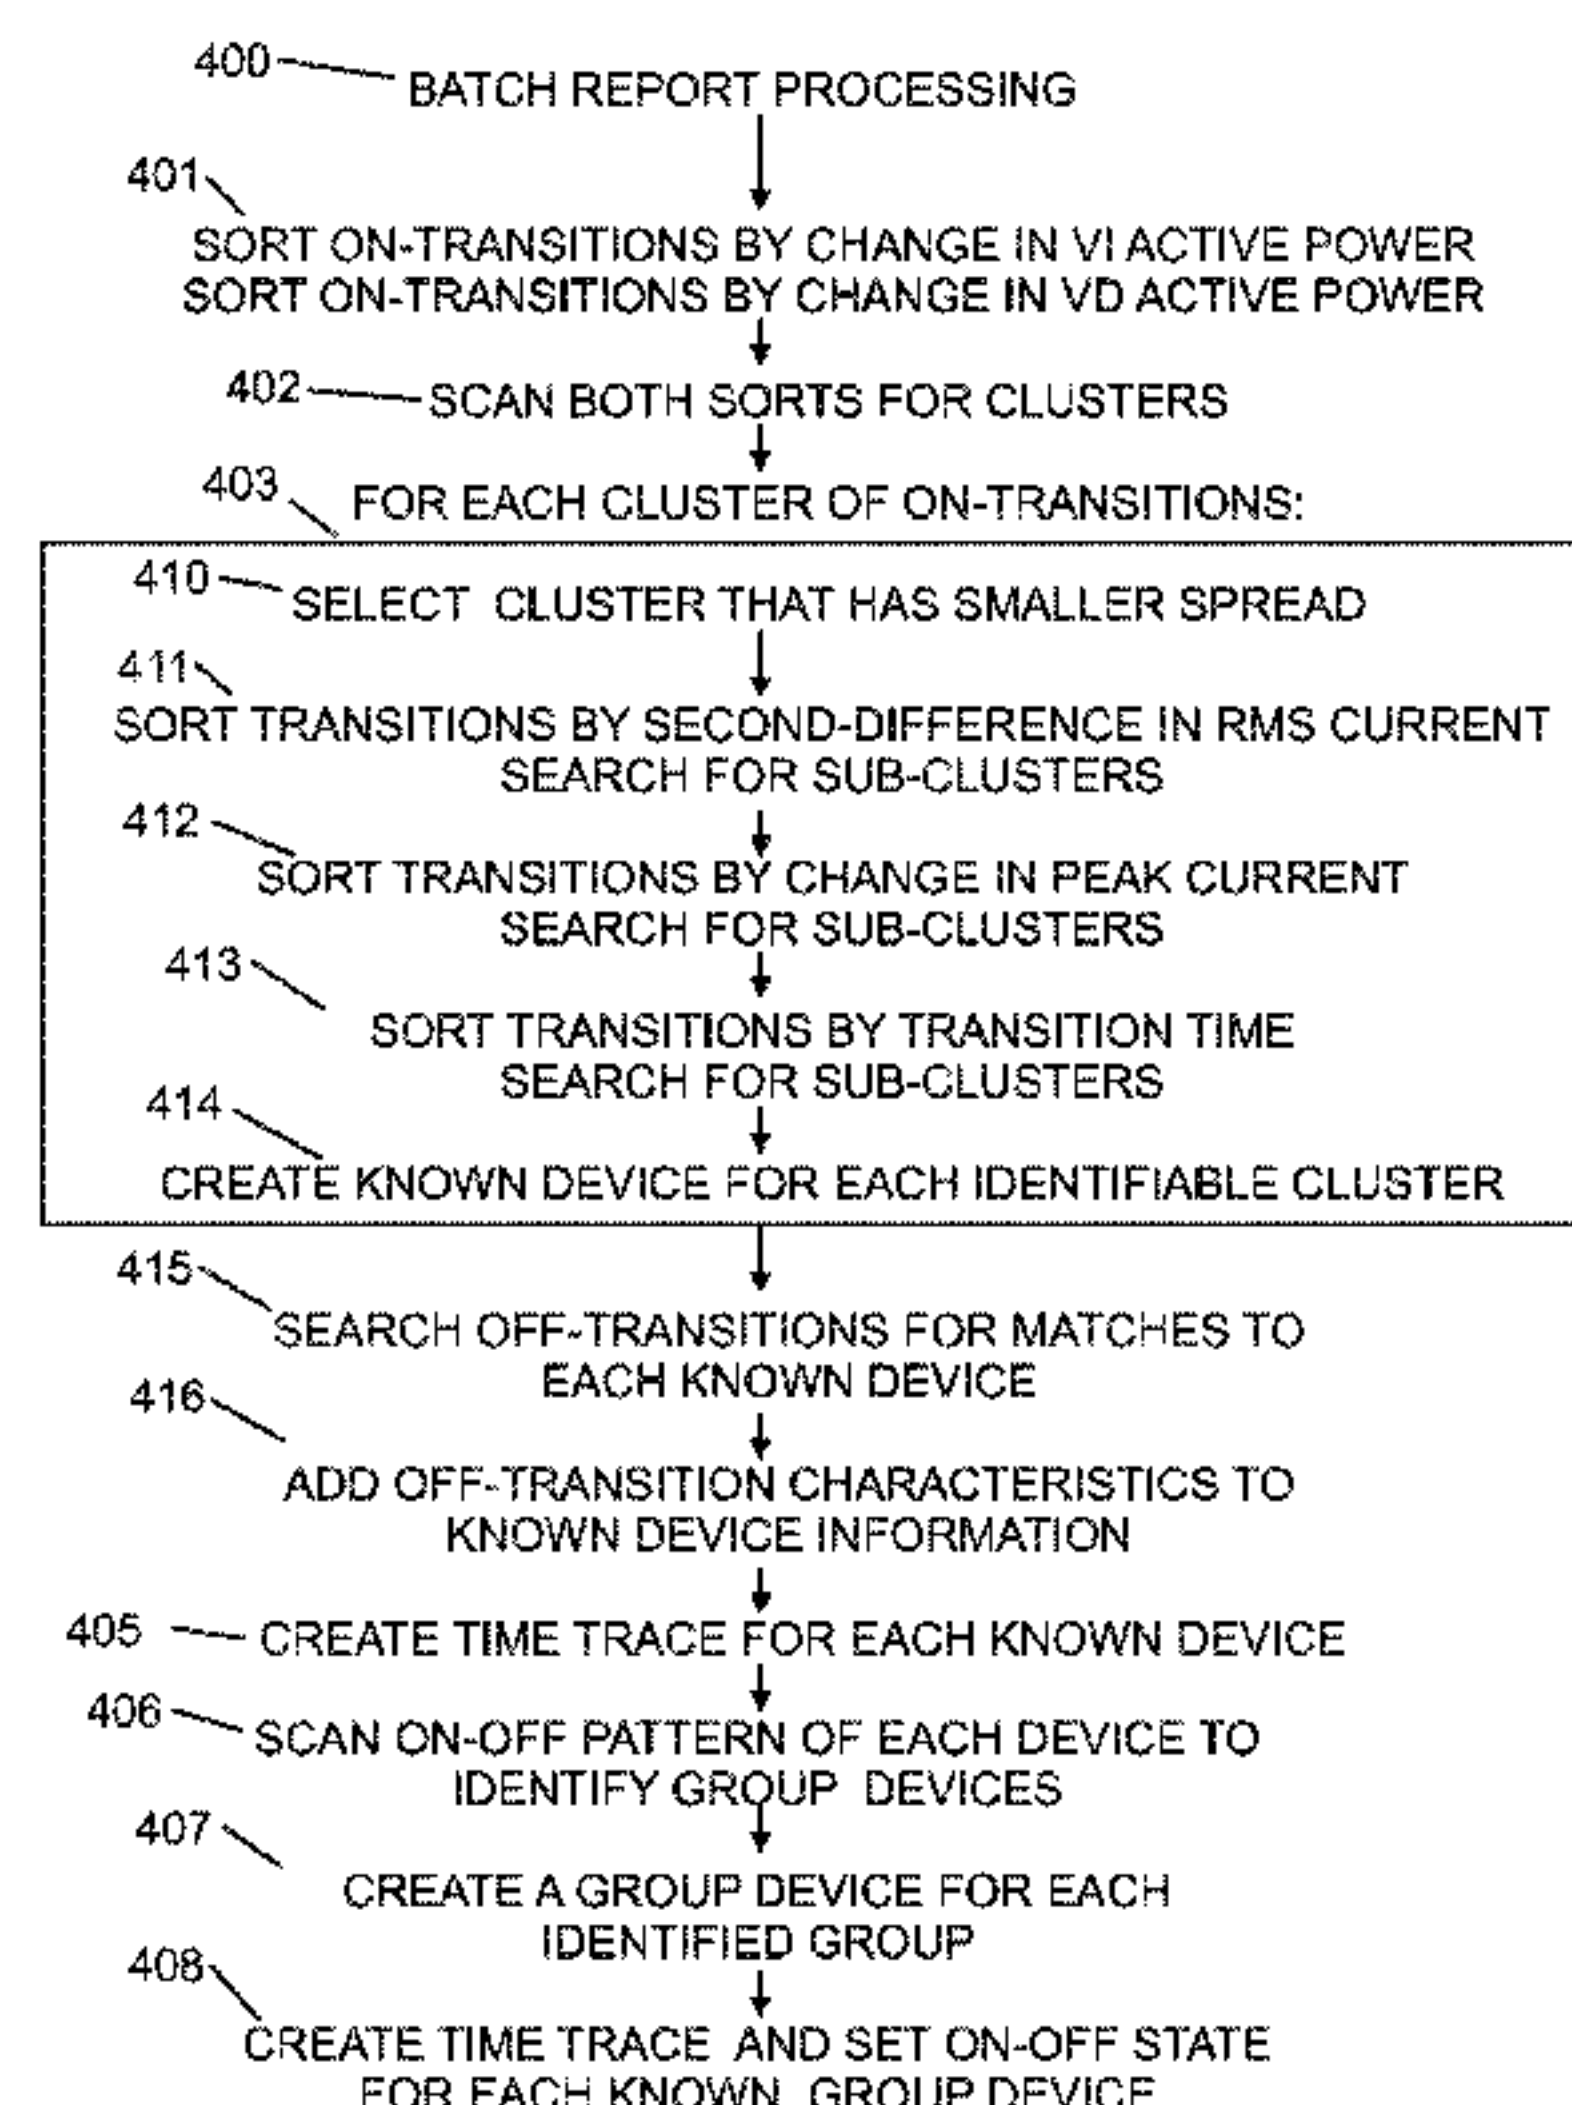 400 BATCH REPORT PROCESSING
401
SORT ON-TRANSITIONS BY CHANGE IN VI ACTIVE POWER
SORT ON-TRANSITIONS BY CHANGE IN VD ACTIVE POWER
402 SCAN BOTH SORTS FOR CLUSTERS
403 FOR EACH CLUSTER OF ON-TRANSITIONS:
410 SELECT CLUSTER THAT HAS SMALLER SPREAD
411
SORT TRANSITIONS BY SECOND-DIFFERENCE IN RMS CURRENT
SEARCH FOR SUB-CLUSTERS
412
SORT TRANSITIONS BY CHANGE IN PEAK CURRENT
SEARCH FOR SUB-CLUSTERS
413
SORT TRANSITIONS BY TRANSITION TIME
SEARCH FOR SUB-CLUSTERS
414
CREATE KNOWN DEVICE FOR EACH IDENTIFIABLE CLUSTER
415
SEARCH OFF-TRANSITIONS FOR MATCHES TO
EACH KNOWN DEVICE
416
ADD OFF-TRANSITION CHARACTERISTICS TO
KNOWN DEVICE INFORMATION
405 CREATE TIME TRACE FOR EACH KNOWN DEVICE
406 SCAN ON-OFF PATTERN OF EACH DEVICE TO
IDENTIFY GROUP DEVICES
407
CREATE A GROUP DEVICE FOR EACH
IDENTIFIED GROUP
408
CREATE TIME TRACE AND SET ON-OFF STATE
FOR EACH KNOWN GROUP DEVICE